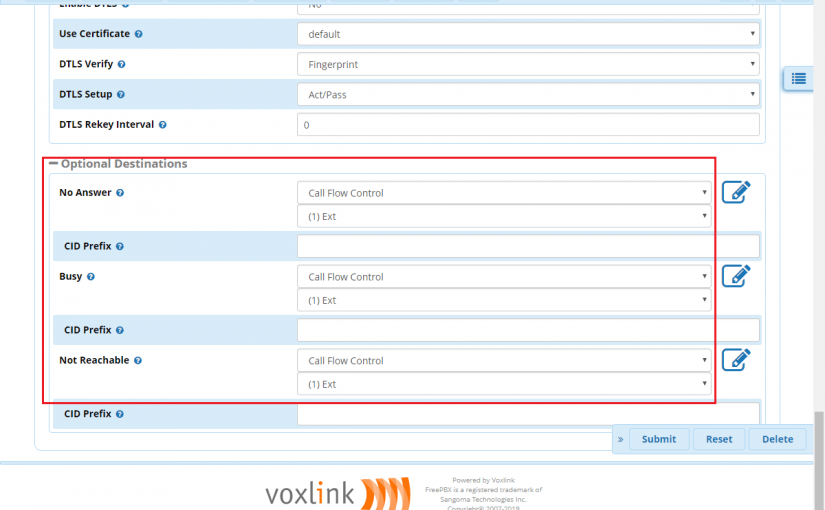 Enable DTLS
No
Use Certificate
default
DTLS Verify
Fingerprint
DTLS Setup
Act/Pass
DTLS Rekey Interval
0
Optional Destinations
No Answer
Call Flow Control
(1) Ext
CID Prefix
Busy
Call Flow Control
(1) Ext
CID Prefix
Not Reachable
Call Flow Control
(1) Ext
CID Prefix
» Submit Reset Delete
voxlink
Powered by Voxlink
FreePBX is a registered trademark of
Sangoma Technologies Inc.
Copyright© 2007-2019